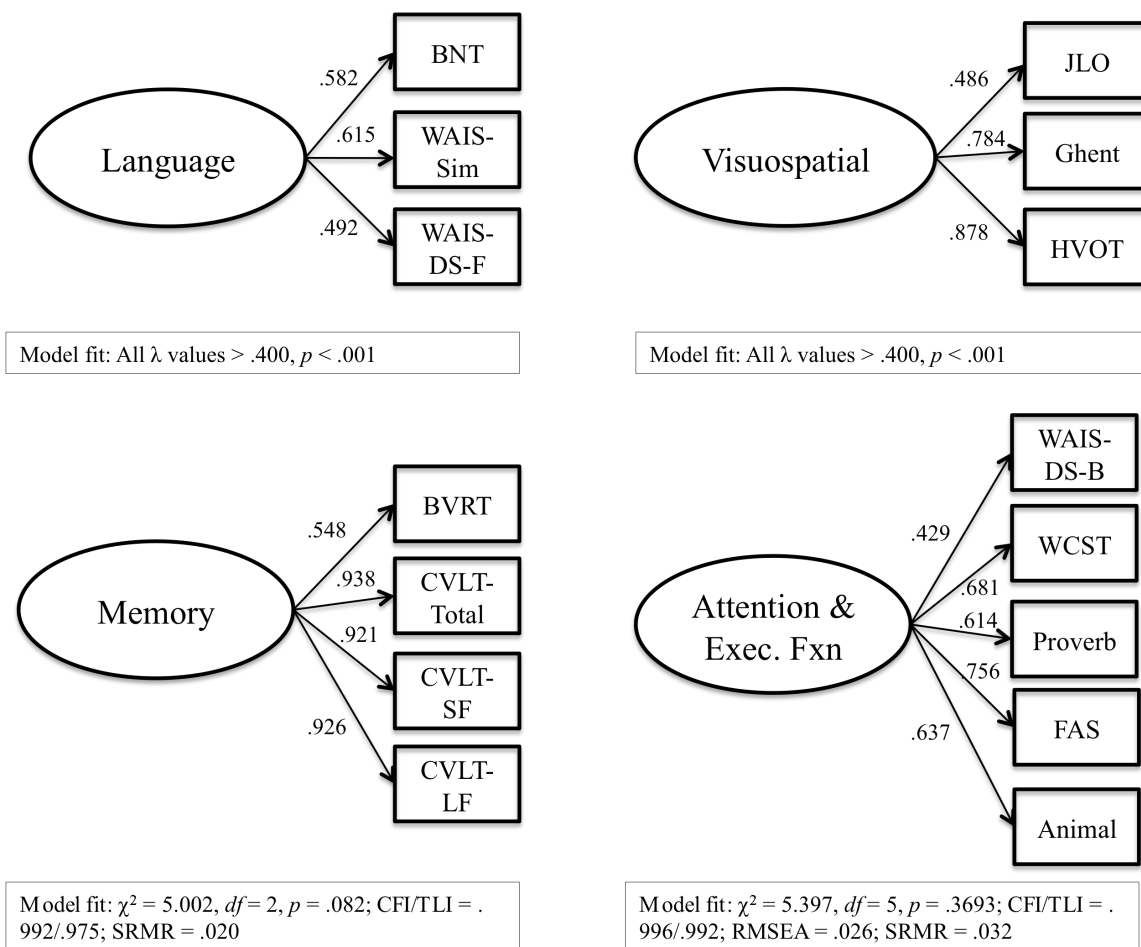 Language
.582
.615
.492
BNT
WAIS-
Sim
WAIS-
DS-F
Model fit: All λ values > .400, p < .001
Visuospatial
.486
.784
.878
JLO
Ghent
HVOT
Model fit: All λ values > .400, p < .001
Memory
.548
.938
.921
.926
BVRT
CVLT-
Total
CVLT-
SF
CVLT-
LF
Model fit: χ² = 5.002, df = 2, p = .082; CFI/TLI = .
992/.975; SRMR = .020
Attention &
Exec. Fxn
.429
.681
.614
.756
.637
WAIS-
DS-B
WCST
Proverb
FAS
Animal
Model fit: χ² = 5.397, df = 5, p = .3693; CFI/TLI = .
996/.992; RMSEA = .026; SRMR = .032